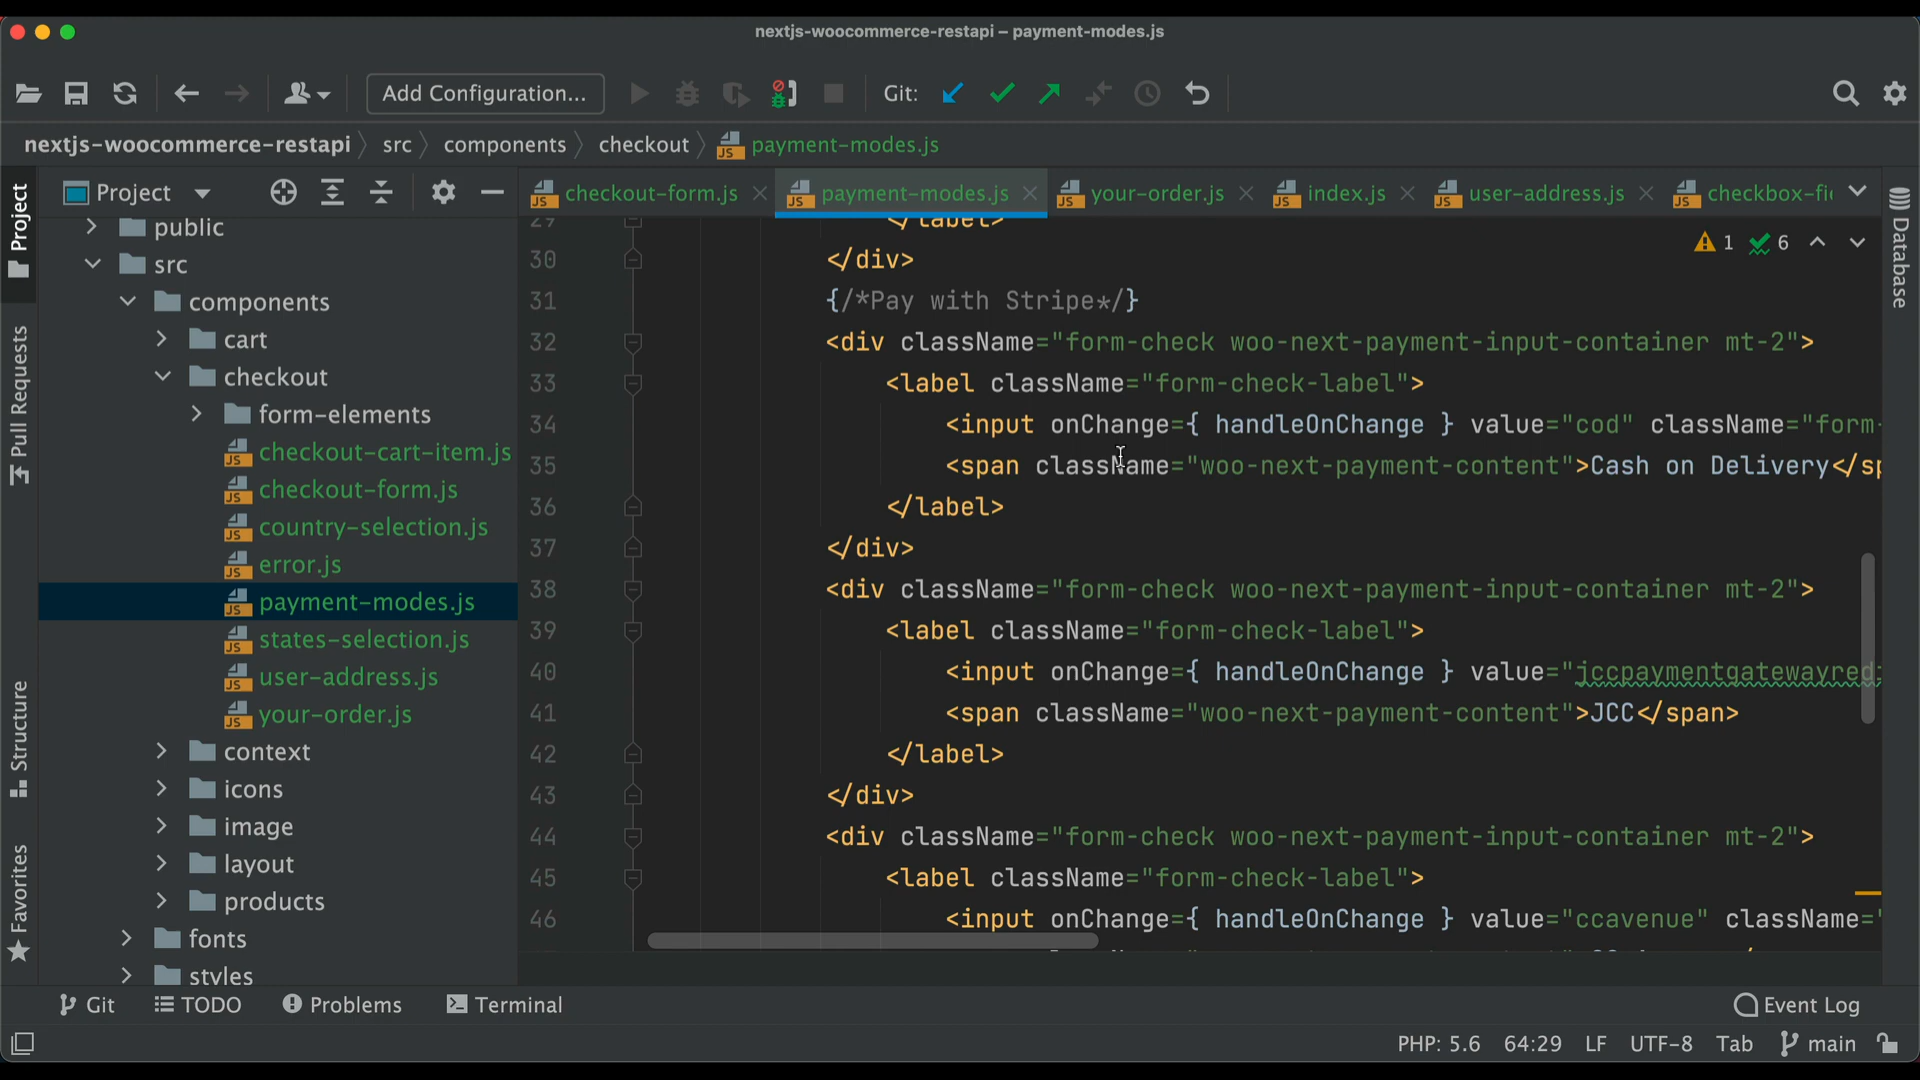 nextjs-woocommerce-restapi – payment-modes.js
Add Configuration...
Git:
nextjs-woocommerce-restapi
src
components
checkout
payment-modes.js
Project
checkout-form.js
payment-modes.js
your-order.js
index.js
user-address.js
checkbox-fi
Project
Pull Requests
Structure
Favorites
Database
public
src
components
cart
checkout
form-elements
checkout-cart-item.js
checkout-form.js
country-selection.js
error.js
payment-modes.js
states-selection.js
user-address.js
your-order.js
context
icons
image
layout
products
fonts
styles
1 6
29 </label>
30 </div>
31 {/*Pay with Stripe*/}
32 <div className="form-check woo-next-payment-input-container mt-2">
33 <label className="form-check-label">
34 <input onChange={ handleOnChange } value="cod" className="form-
35 <span className="woo-next-payment-content">Cash on Delivery</sp
36 </label>
37 </div>
38 <div className="form-check woo-next-payment-input-container mt-2">
39 <label className="form-check-label">
40 <input onChange={ handleOnChange } value="jccpaymentgatewayredi
41 <span className="woo-next-payment-content">JCC</span>
42 </label>
43 </div>
44 <div className="form-check woo-next-payment-input-container mt-2">
45 <label className="form-check-label">
46 <input onChange={ handleOnChange } value="ccavenue" className="
Git
TODO
Problems
Terminal
Event Log
PHP: 5.6
64:29
LF
UTF-8
Tab
main